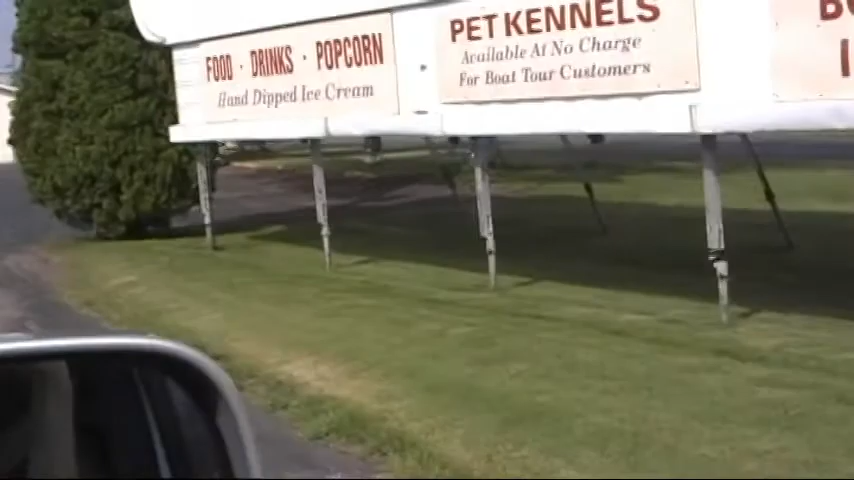 FOOD · DRINKS · POPCORN
Hand Dipped Ice Cream
PET KENNELS
Available At No Charge
For Boat Tour Customers